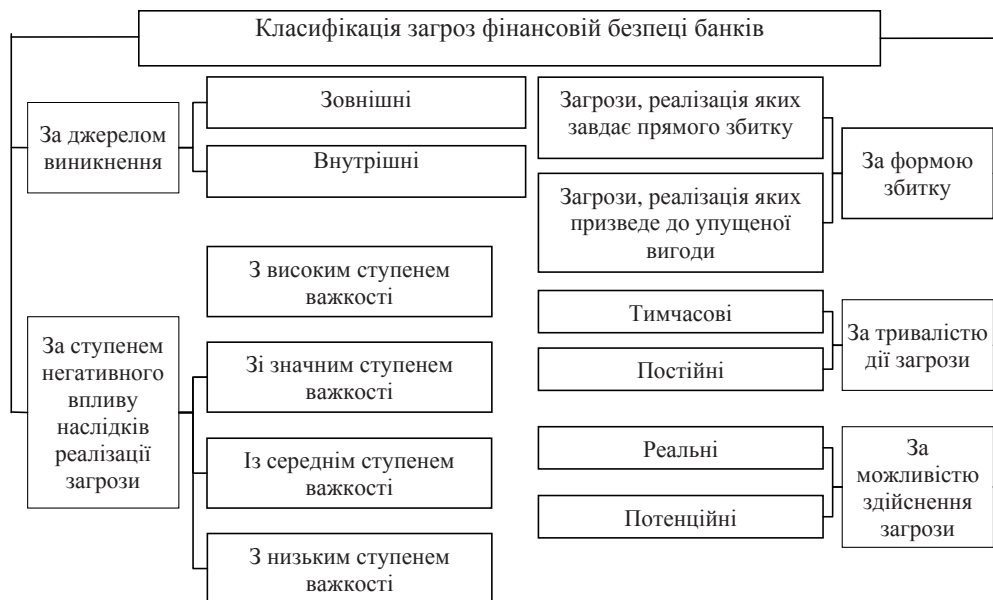 Класифікація загроз фінансовій безпеці банків
За джерелом
виникнення
Зовнішні
Внутрішні
За ступенем
негативного
впливу
наслідків
реалізації
загрози
З високим ступенем
важкості
Зі значним ступенем
важкості
Із середнім ступенем
важкості
З низьким ступенем
важкості
Загрози, реалізація яких
завдає прямого збитку
Загрози, реалізація яких
призведе до упущеної
вигоди
За формою
збитку
Тимчасові
Постійні
За тривалістю
дії загрози
Реальні
Потенційні
За
можливістю
здійснення
загрози